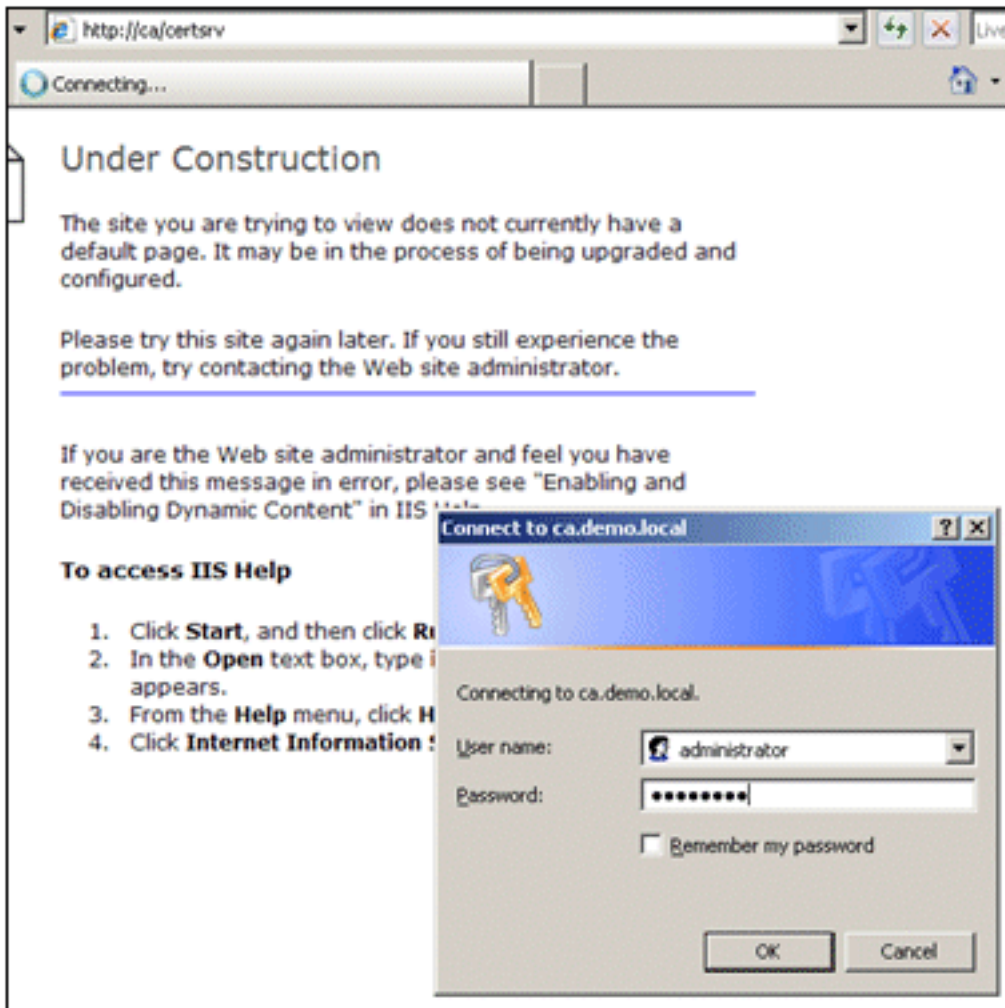 http://ca/certsrv
Live
Connecting...
Under Construction
The site you are trying to view does not currently have a
default page. It may be in the process of being upgraded and
configured.
Please try this site again later. If you still experience the
problem, try contacting the Web site administrator.
If you are the Web site administrator and feel you have
received this message in error, please see "Enabling and
Disabling Dynamic Content" in IIS
To access IIS Help
1. Click Start, and then click
2. In the Open text box, type
appears.
3. From the Help menu, click
4. Click Internet Information
Connect to ca.demo.local
Connecting to ca.demo.local.
User name:
administrator
Password:
••••••••
Remember my password
OK
Cancel